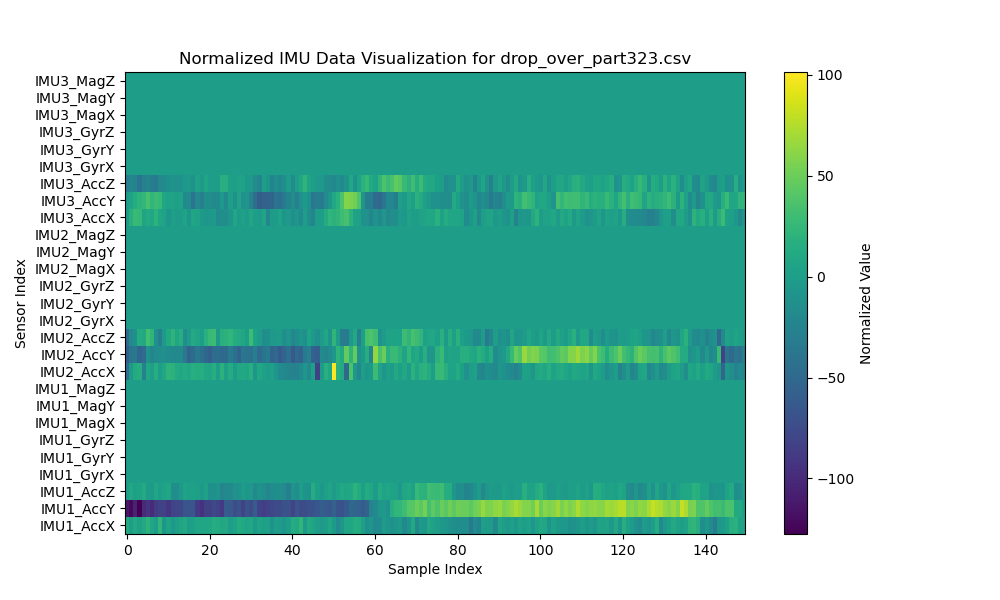 Normalized IMU Data Visualization for drop_over_part323.csv
IMU3_MagZ
IMU3_MagY
IMU3_MagX
IMU3_GyrZ
IMU3_GyrY
IMU3_GyrX
IMU3_AccZ
IMU3_AccY
IMU3_AccX
IMU2_MagZ
IMU2_MagY
IMU2_MagX
IMU2_GyrZ
IMU2_GyrY
IMU2_GyrX
IMU2_AccZ
IMU2_AccY
IMU2_AccX
IMU1_MagZ
IMU1_MagY
IMU1_MagX
IMU1_GyrZ
IMU1_GyrY
IMU1_GyrX
IMU1_AccZ
IMU1_AccY
IMU1_AccX
Sensor Index
0 20 40 60 80 100 120 140
Sample Index
100
50
0
−50
−100
Normalized Value